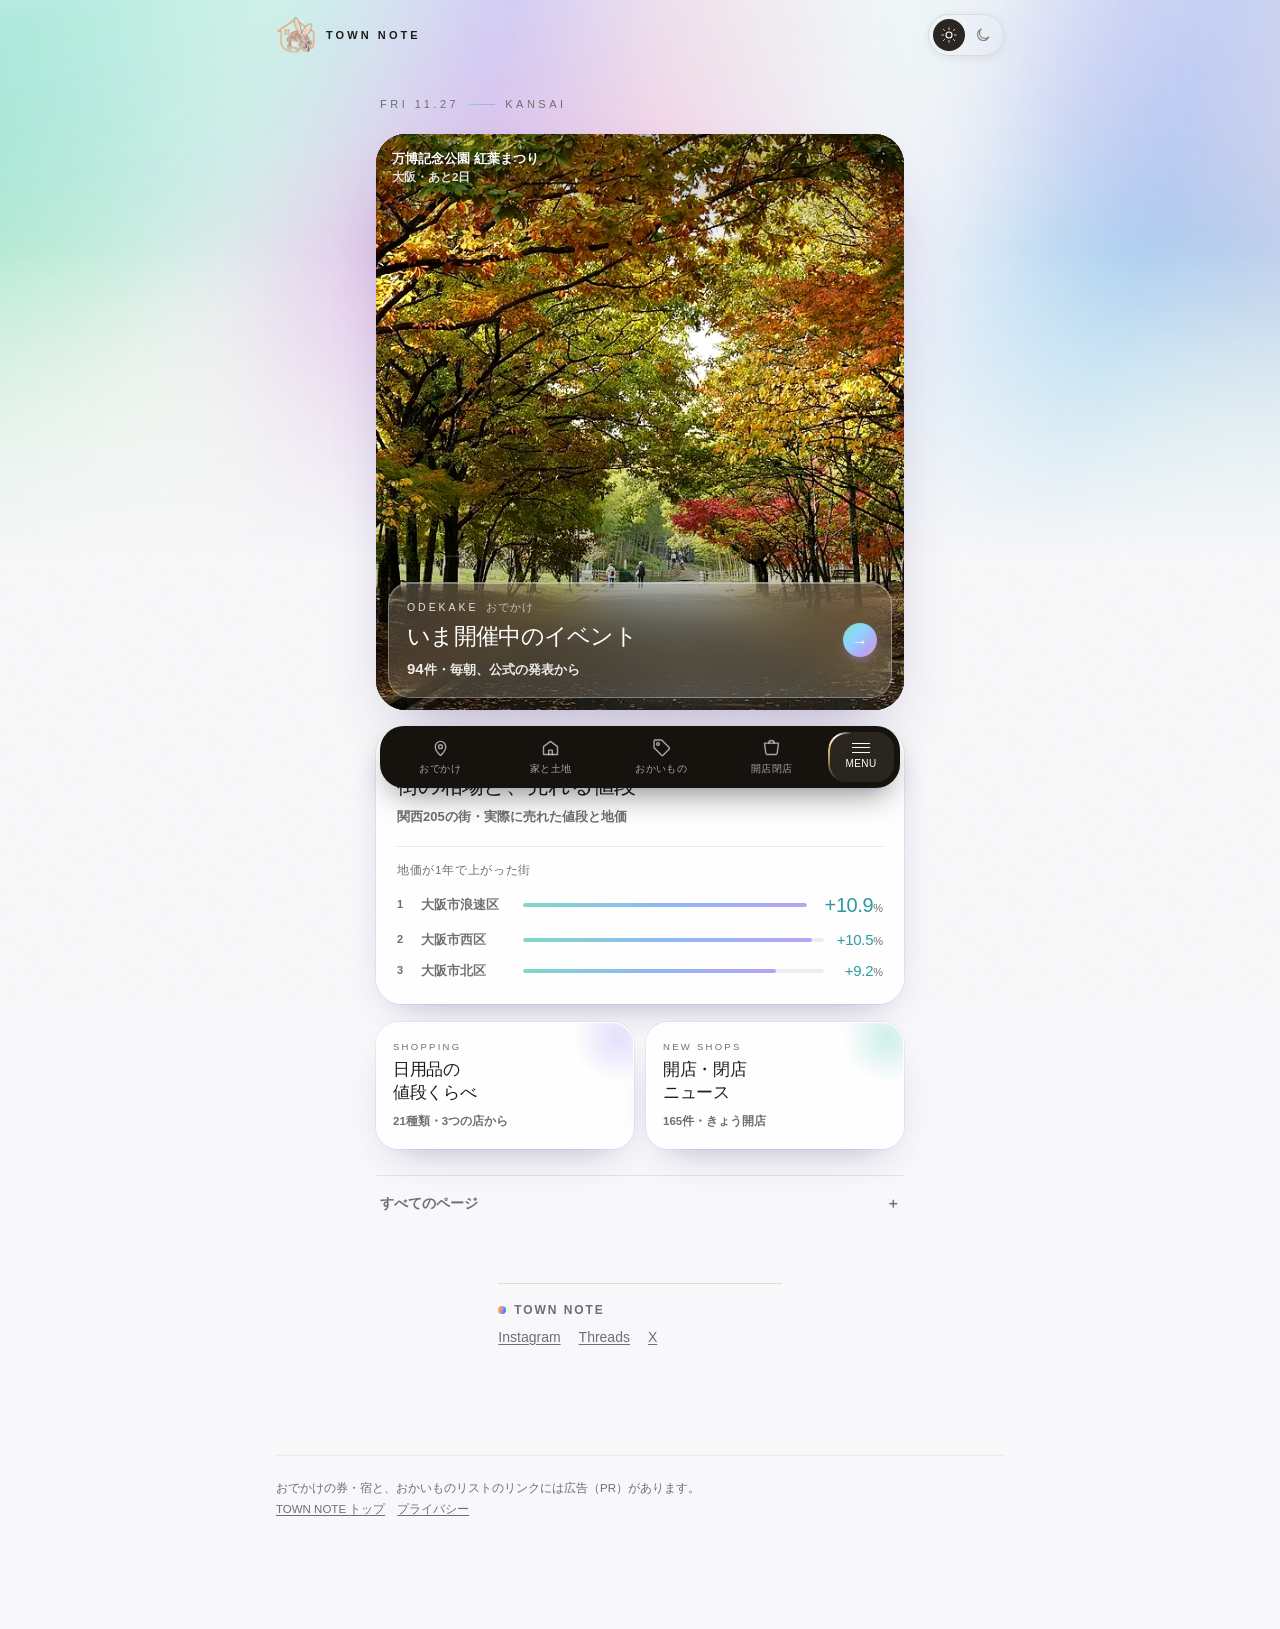 TOWN NOTE
FRI 11.27 KANSAI
万博記念公園 紅葉まつり
大阪・あと2日
ODEKAKE おでかけ
いま開催中のイベント
94件・毎朝、公式の発表から
→
おでかけ 家と土地 おかいもの 開店閉店 MENU
街の相場と、売れる値段
関西205の街・実際に売れた値段と地価
地価が1年で上がった街
1 大阪市浪速区 +10.9%
2 大阪市西区 +10.5%
3 大阪市北区 +9.2%
SHOPPING
日用品の
値段くらべ
21種類・3つの店から
NEW SHOPS
開店・閉店
ニュース
165件・きょう開店
すべてのページ +
TOWN NOTE
Instagram Threads X
おでかけの券・宿と、おかいものリストのリンクには広告（PR）があります。
TOWN NOTE トップ プライバシー